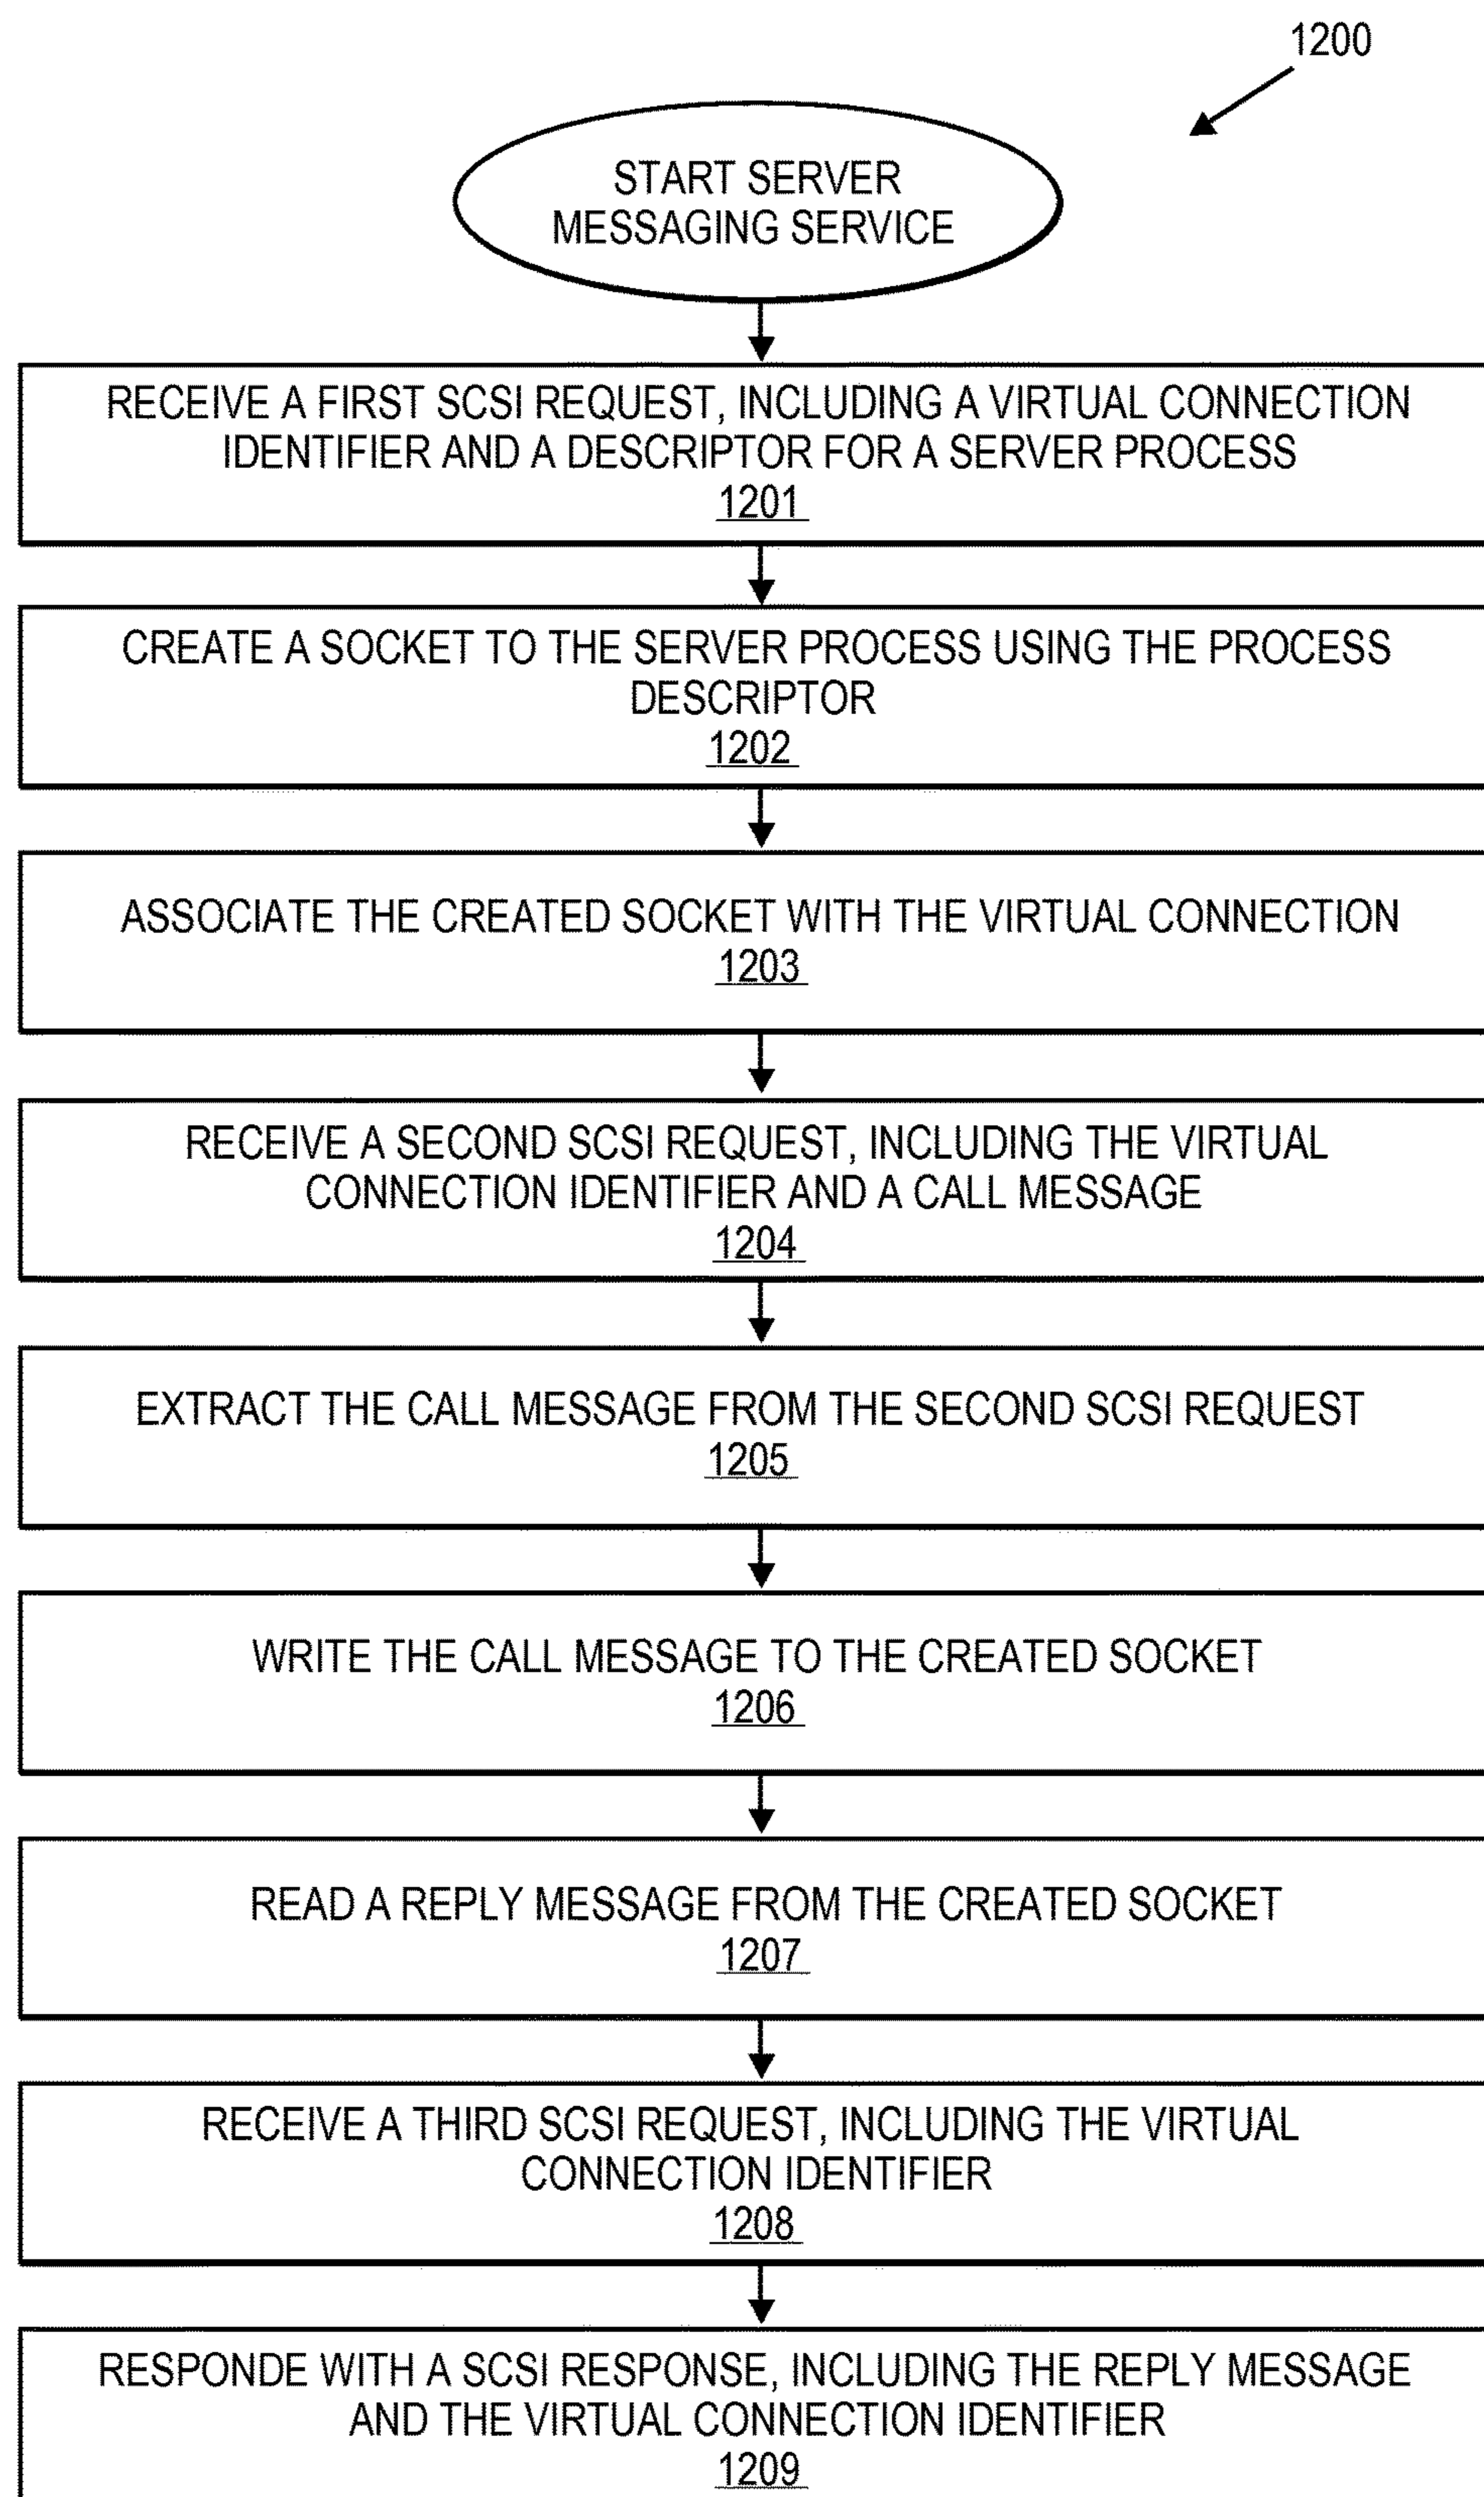 1200
START SERVER
MESSAGING SERVICE
RECEIVE A FIRST SCSI REQUEST, INCLUDING A VIRTUAL CONNECTION
IDENTIFIER AND A DESCRIPTOR FOR A SERVER PROCESS
1201
CREATE A SOCKET TO THE SERVER PROCESS USING THE PROCESS
DESCRIPTOR
1202
ASSOCIATE THE CREATED SOCKET WITH THE VIRTUAL CONNECTION
1203
RECEIVE A SECOND SCSI REQUEST, INCLUDING THE VIRTUAL
CONNECTION IDENTIFIER AND A CALL MESSAGE
1204
EXTRACT THE CALL MESSAGE FROM THE SECOND SCSI REQUEST
1205
WRITE THE CALL MESSAGE TO THE CREATED SOCKET
1206
READ A REPLY MESSAGE FROM THE CREATED SOCKET
1207
RECEIVE A THIRD SCSI REQUEST, INCLUDING THE VIRTUAL
CONNECTION IDENTIFIER
1208
RESPONDE WITH A SCSI RESPONSE, INCLUDING THE REPLY MESSAGE
AND THE VIRTUAL CONNECTION IDENTIFIER
1209